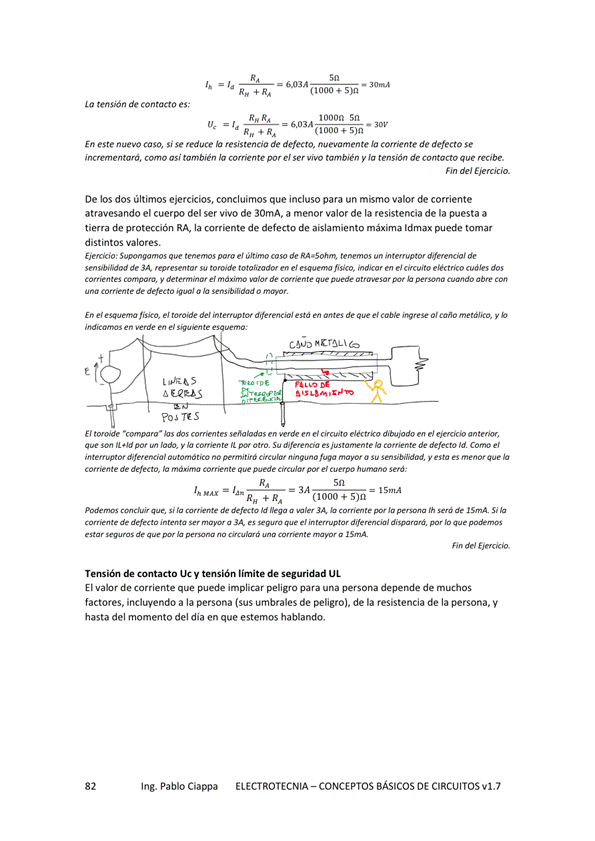 I_h = I_d R_A / (R_H + R_A) = 6,03A 5Ω / (1000 + 5)Ω = 30mA
La tensión de contacto es:
U_c = I_d R_H R_A / (R_H + R_A) = 6,03A 1000Ω 5Ω / (1000 + 5)Ω = 30V
En este nuevo caso, si se reduce la resistencia de defecto, nuevamente la corriente de defecto se
incrementará, como así también la corriente por el ser vivo también y la tensión de contacto que recibe.
Fin del Ejercicio.
De los dos últimos ejercicios, concluimos que incluso para un mismo valor de corriente
atravesando el cuerpo del ser vivo de 30mA, a menor valor de la resistencia de la puesta a
tierra de protección RA, la corriente de defecto de aislamiento máxima Idmax puede tomar
distintos valores.
Ejercicio: Supongamos que tenemos para el último caso de RA=5ohm, tenemos un interruptor diferencial de
sensibilidad de 3A, representar su toroide totalizador en el esquema físico, indicar en el circuito eléctrico cuáles dos
corrientes compara, y determinar el máximo valor de corriente que puede atravesar por la persona cuando abre con
una corriente de defecto igual a la sensibilidad o mayor.
En el esquema físico, el toroide del interruptor diferencial está en antes de que el cable ingrese al caño metálico, y lo
indicamos en verde en el siguiente esquema:
CAÑO METALICO
E
+
-
LINEAS
AEREAS
EN
POSTES
TOROIDE
DE
INTERRUPTOR
DIFERENCIAL
FALLO DE
AISLAMIENTO
El toroide “compara” las dos corrientes señaladas en verde en el circuito eléctrico dibujado en el ejercicio anterior,
que son IL+Id por un lado, y la corriente IL por otro. Su diferencia es justamente la corriente de defecto Id. Como el
interruptor diferencial automático no permitirá circular ninguna fuga mayor a su sensibilidad, y esta es menor que la
corriente de defecto, la máxima corriente que puede circular por el cuerpo humano será:
I_h MAX = I_Δn R_A / (R_H + R_A) = 3A 5Ω / (1000 + 5)Ω = 15mA
Podemos concluir que, si la corriente de defecto Id llega a valer 3A, la corriente por la persona Ih será de 15mA. Si la
corriente de defecto intenta ser mayor a 3A, es seguro que el interruptor diferencial disparará, por lo que podemos
estar seguros de que por la persona no circulará una corriente mayor a 15mA.
Fin del Ejercicio.
Tensión de contacto Uc y tensión límite de seguridad UL
El valor de corriente que puede implicar peligro para una persona depende de muchos
factores, incluyendo a la persona (sus umbrales de peligro), de la resistencia de la persona, y
hasta del momento del día en que estemos hablando.
82 Ing. Pablo Ciappa ELECTROTECNIA – CONCEPTOS BÁSICOS DE CIRCUITOS v1.7